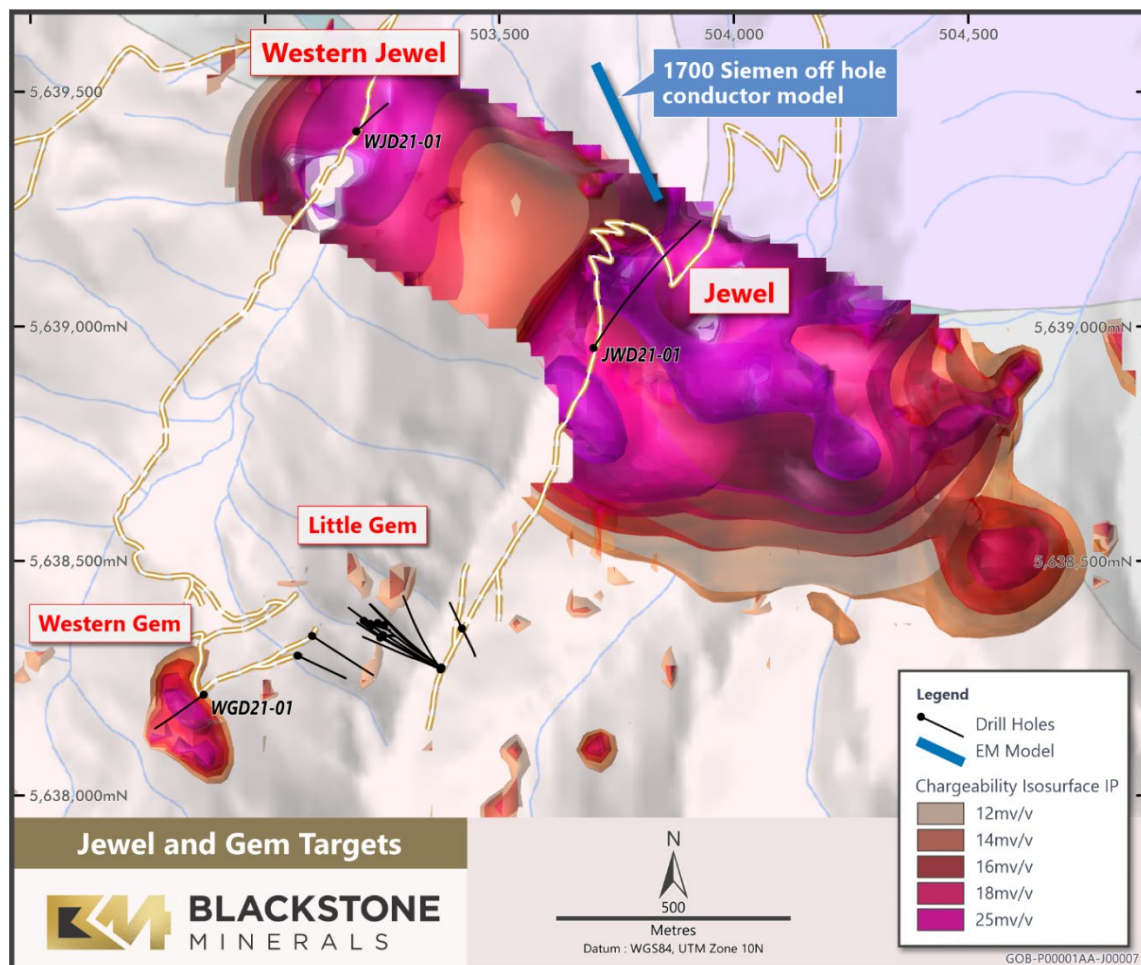 503,500
504,000
504,500
Western Jewel
1700 Siemen off hole
conductor model
5,639,500
WJD21-01
Jewel
5,639,000mN
5,639,000mN
JWD21-01
Little Gem
5,638,500mN
5,638,500mN
Western Gem
WGD21-01
5,638,000mN
Legend
Drill Holes
EM Model
Chargeability Isosurface IP
12mv/v
14mv/v
16mv/v
18mv/v
25mv/v
Jewel and Gem Targets
BLACKSTONE
MINERALS
N
500
Metres
Datum : WGS84, UTM Zone 10N
GOB-P00001AA-J00007